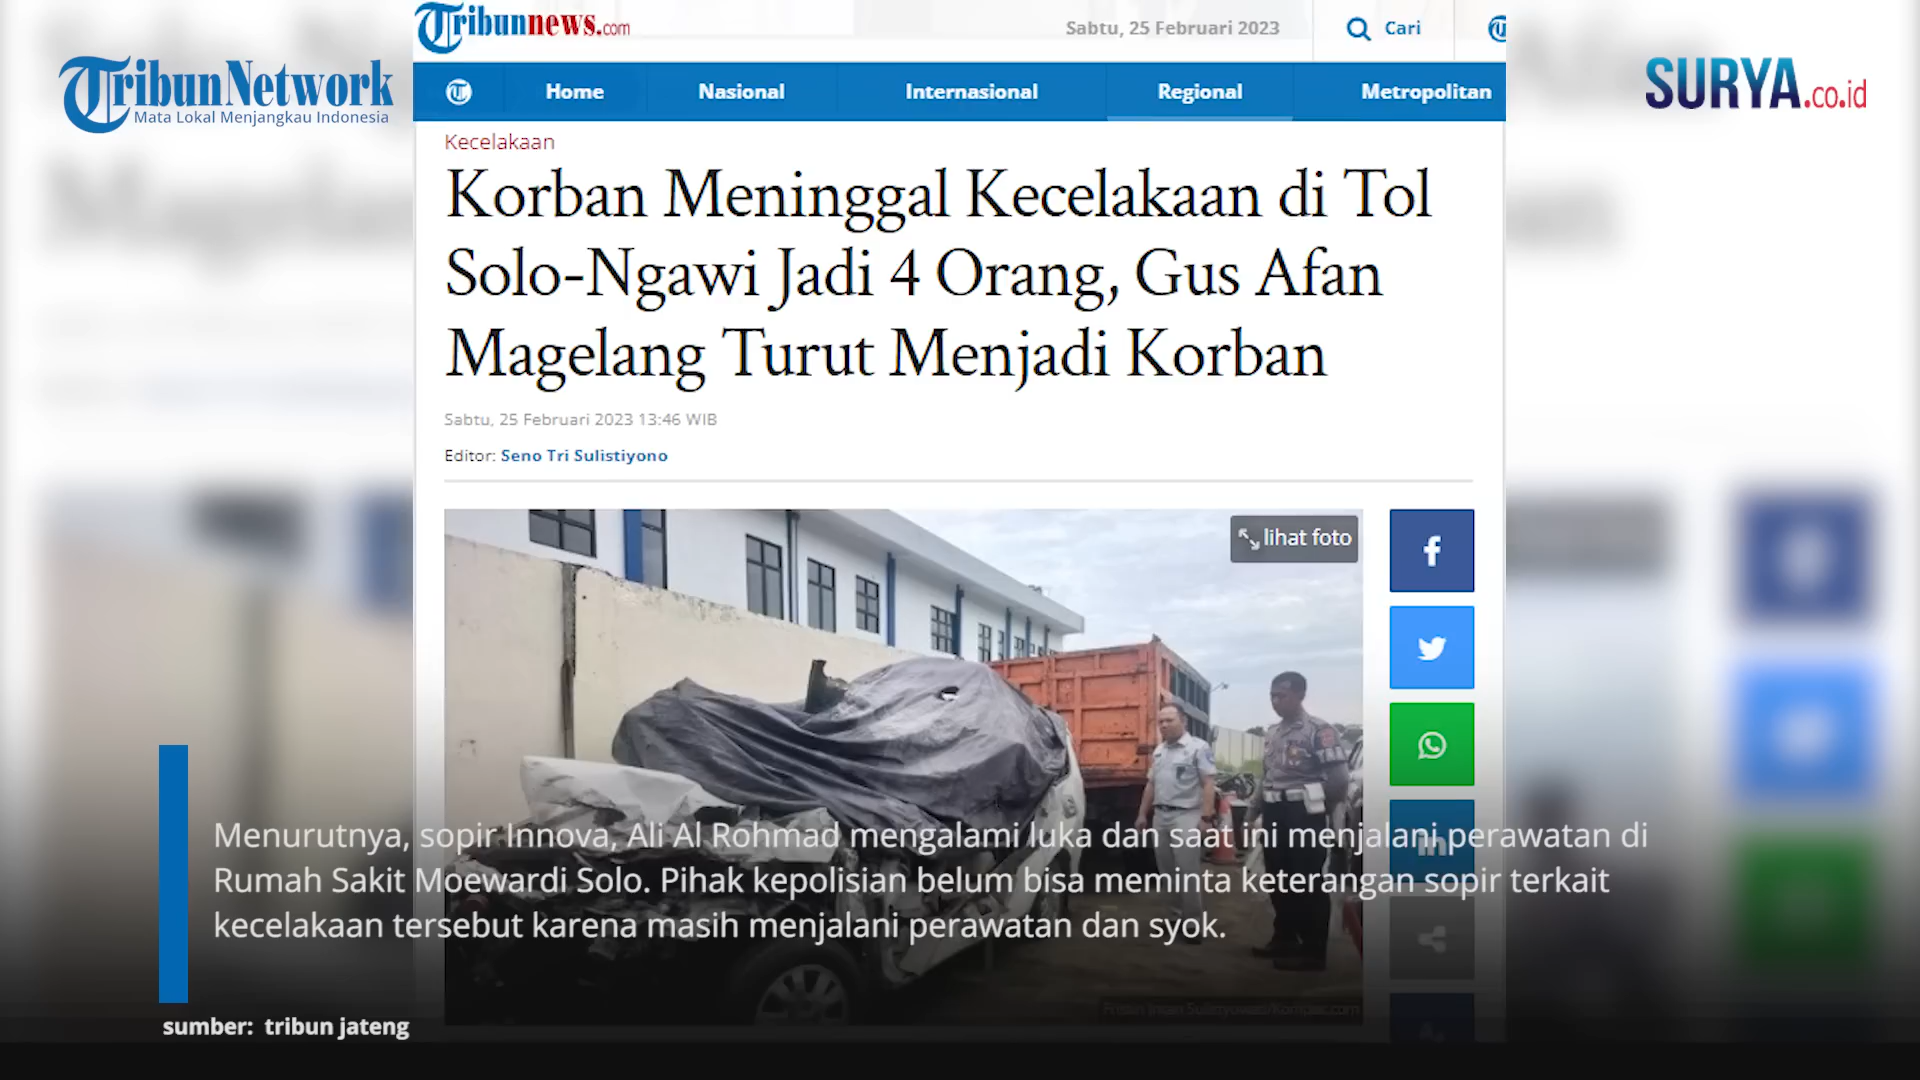 Tribunnews.com
Sabtu, 25 Februari 2023
Cari
TribunNetwork
Mata Lokal Menjangkau Indonesia
SURYA.co.id
Home
Nasional
Internasional
Regional
Metropolitan
Kecelakaan
Korban Meninggal Kecelakaan di Tol
Solo-Ngawi Jadi 4 Orang, Gus Afan
Magelang Turut Menjadi Korban
Sabtu, 25 Februari 2023 13:46 WIB
Editor: Seno Tri Sulistiyono
lihat foto
Menurutnya, sopir Innova, Ali Al Rohmad mengalami luka dan saat ini menjalani perawatan di
Rumah Sakit Moewardi Solo. Pihak kepolisian belum bisa meminta keterangan sopir terkait
kecelakaan tersebut karena masih menjalani perawatan dan syok.
sumber: tribun jateng